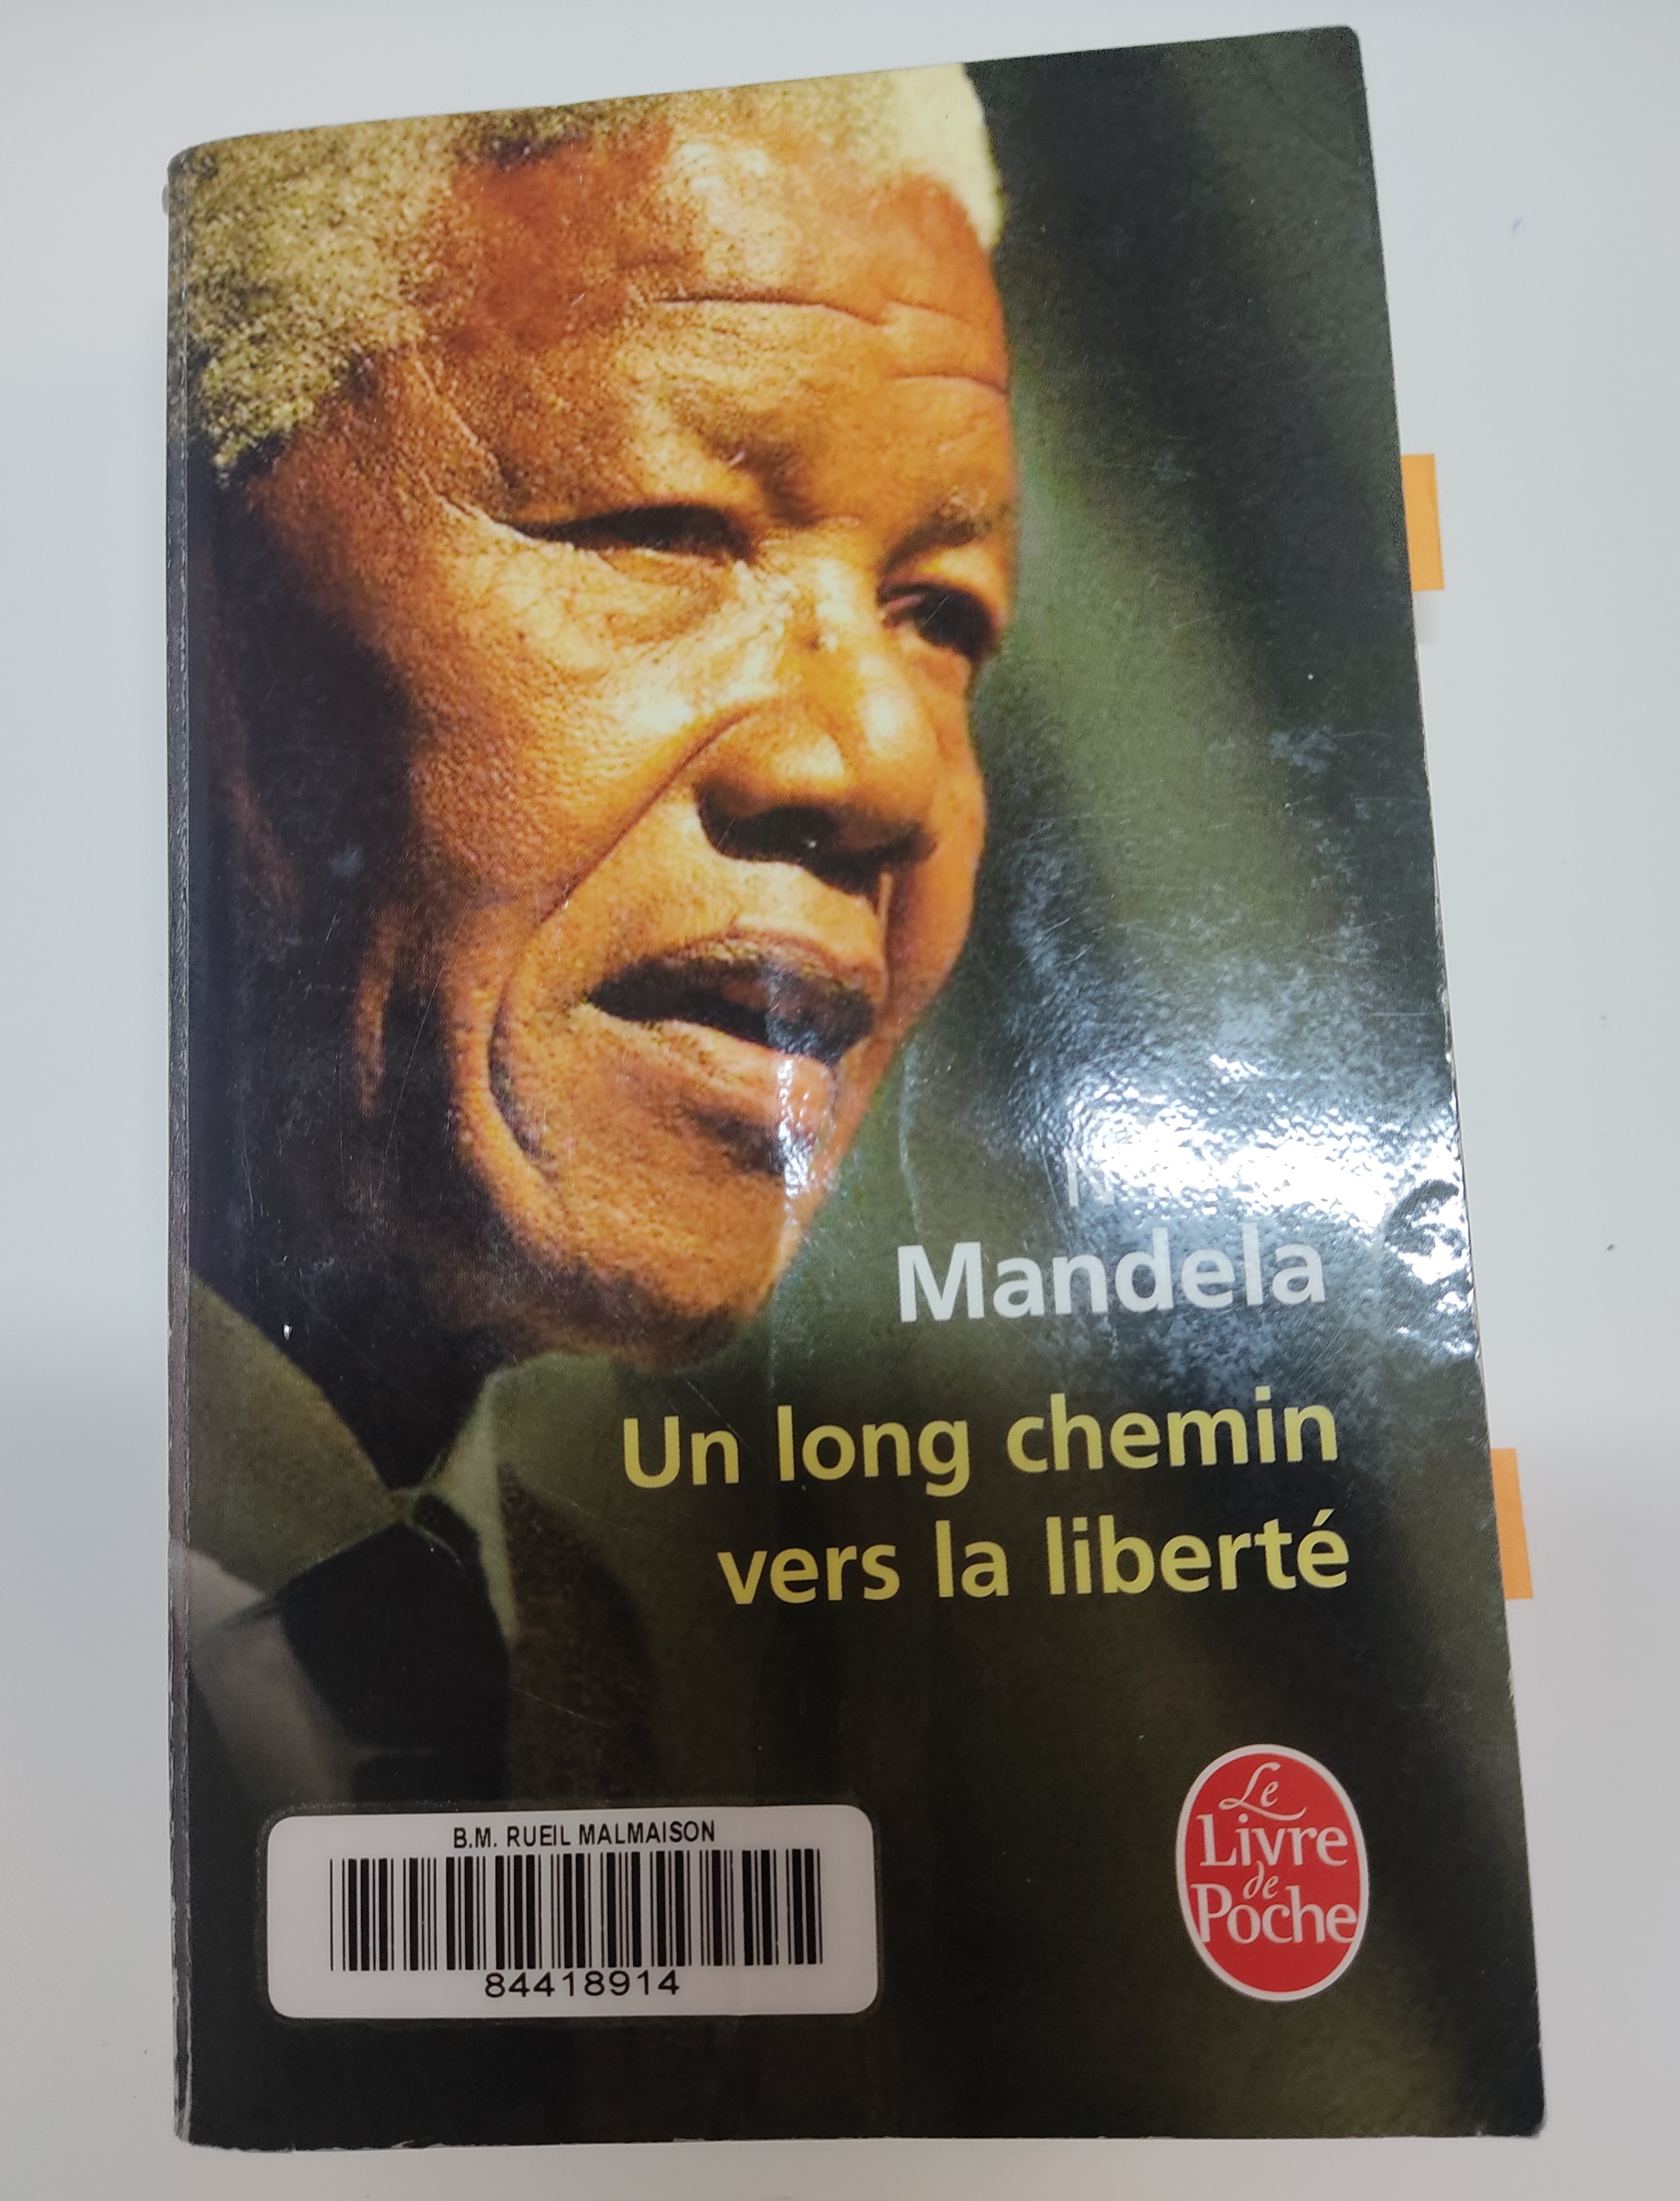 Mandela
Un long chemin
vers la liberté
Le
Livre
de
Poche
B.M. RUEIL MALMAISON
84418914